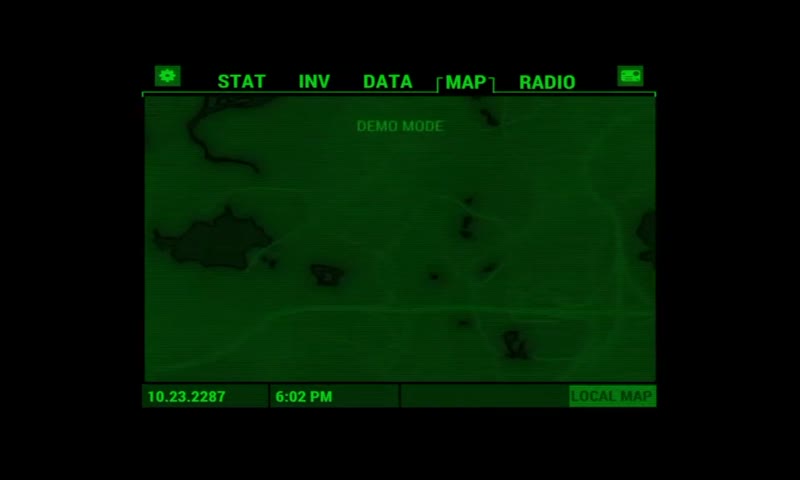 STAT INV DATA MAP RADIO
DEMO MODE
10.23.2287 6:02 PM LOCAL MAP